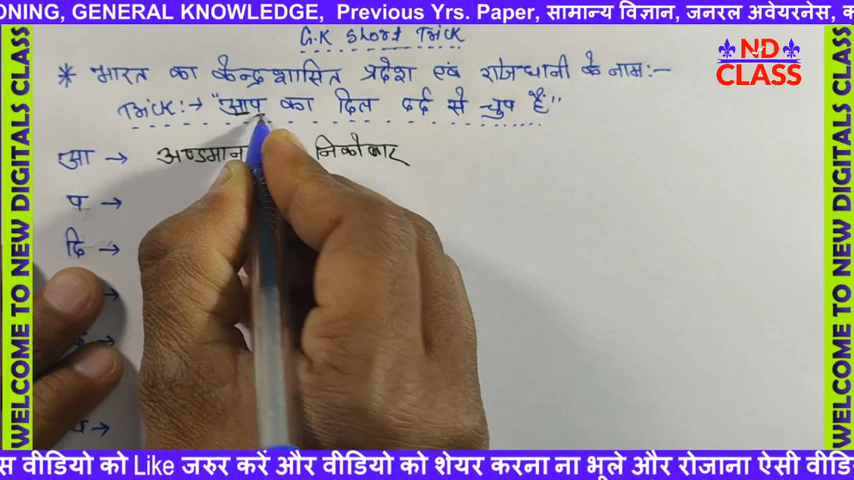 ONING, GENERAL KNOWLEDGE, Previous Yrs. Paper, सामान्य विज्ञान, जनरल अवेयरनेस, क
G.K Short Trick
ND
CLASS
* भारत का केन्द्रशासित प्रदेश एवं राजधानी के नाम:-
Trick:→ "आप का दिल दर्द से चुप है"
आ → अण्डमान निकोबार
प →
दि →
→
→
च →
WELCOME TO NEW DIGITALS CLASS
WELCOME TO NEW DIGITALS CLASS
स वीडियो को Like जरुर करें और वीडियो को शेयर करना ना भूले और रोजाना ऐसी वीडि